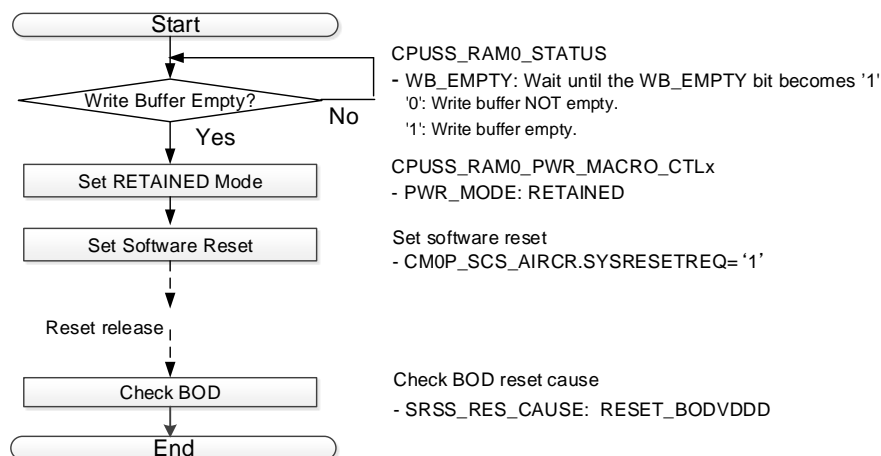 Start
CPUSS_RAM0_STATUS
- WB_EMPTY: Wait until the WB_EMPTY bit becomes '1'
'0': Write buffer NOT empty.
'1': Write buffer empty.
Write Buffer Empty?
No
Yes
CPUSS_RAM0_PWR_MACRO_CTLx
- PWR_MODE: RETAINED
Set RETAINED Mode
Set software reset
- CM0P_SCS_AIRCR.SYSRESETREQ= ‘1’
Set Software Reset
Reset release
Check BOD reset cause
- SRSS_RES_CAUSE: RESET_BODVDDD
Check BOD
End